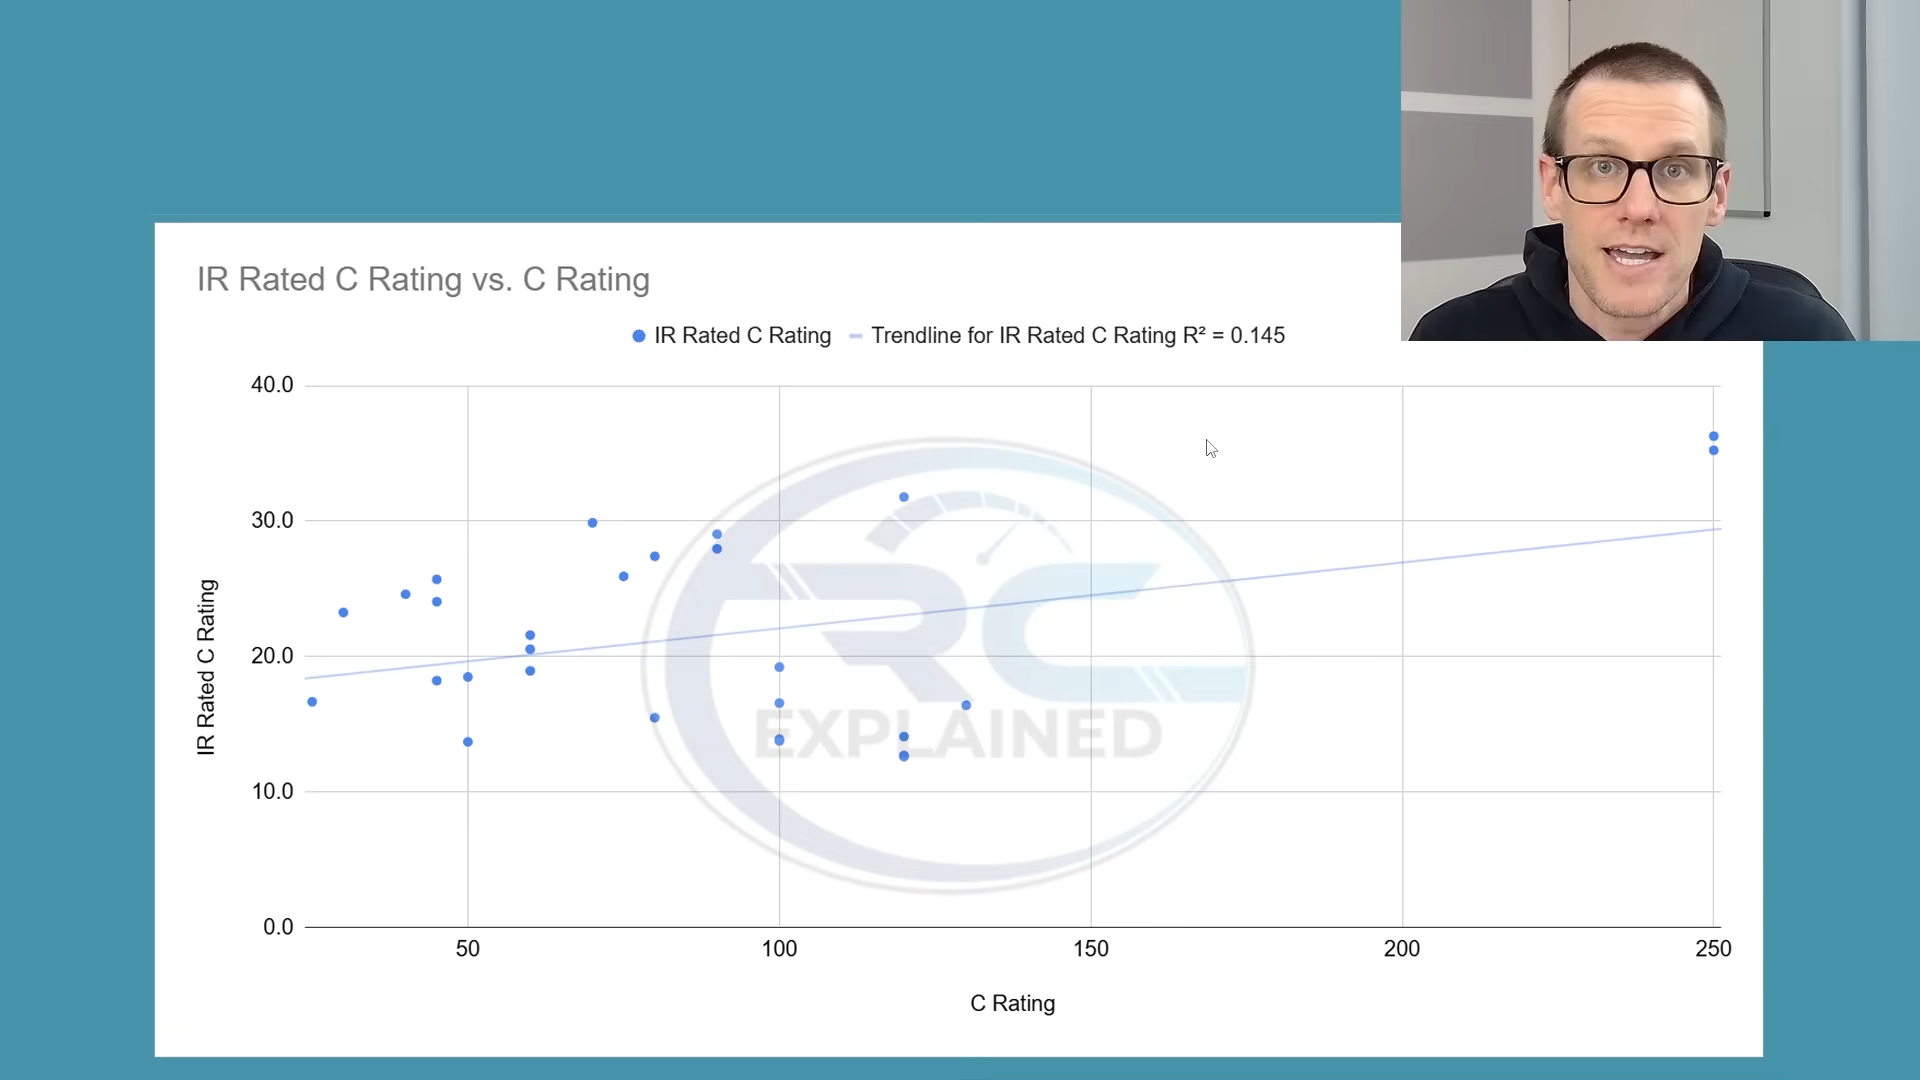 IR Rated C Rating vs. C Rating
IR Rated C Rating
Trendline for IR Rated C Rating R² = 0.145
40.0
30.0
20.0
10.0
0.0
IR Rated C Rating
RC
EXPLAINED
50
100
150
200
250
C Rating